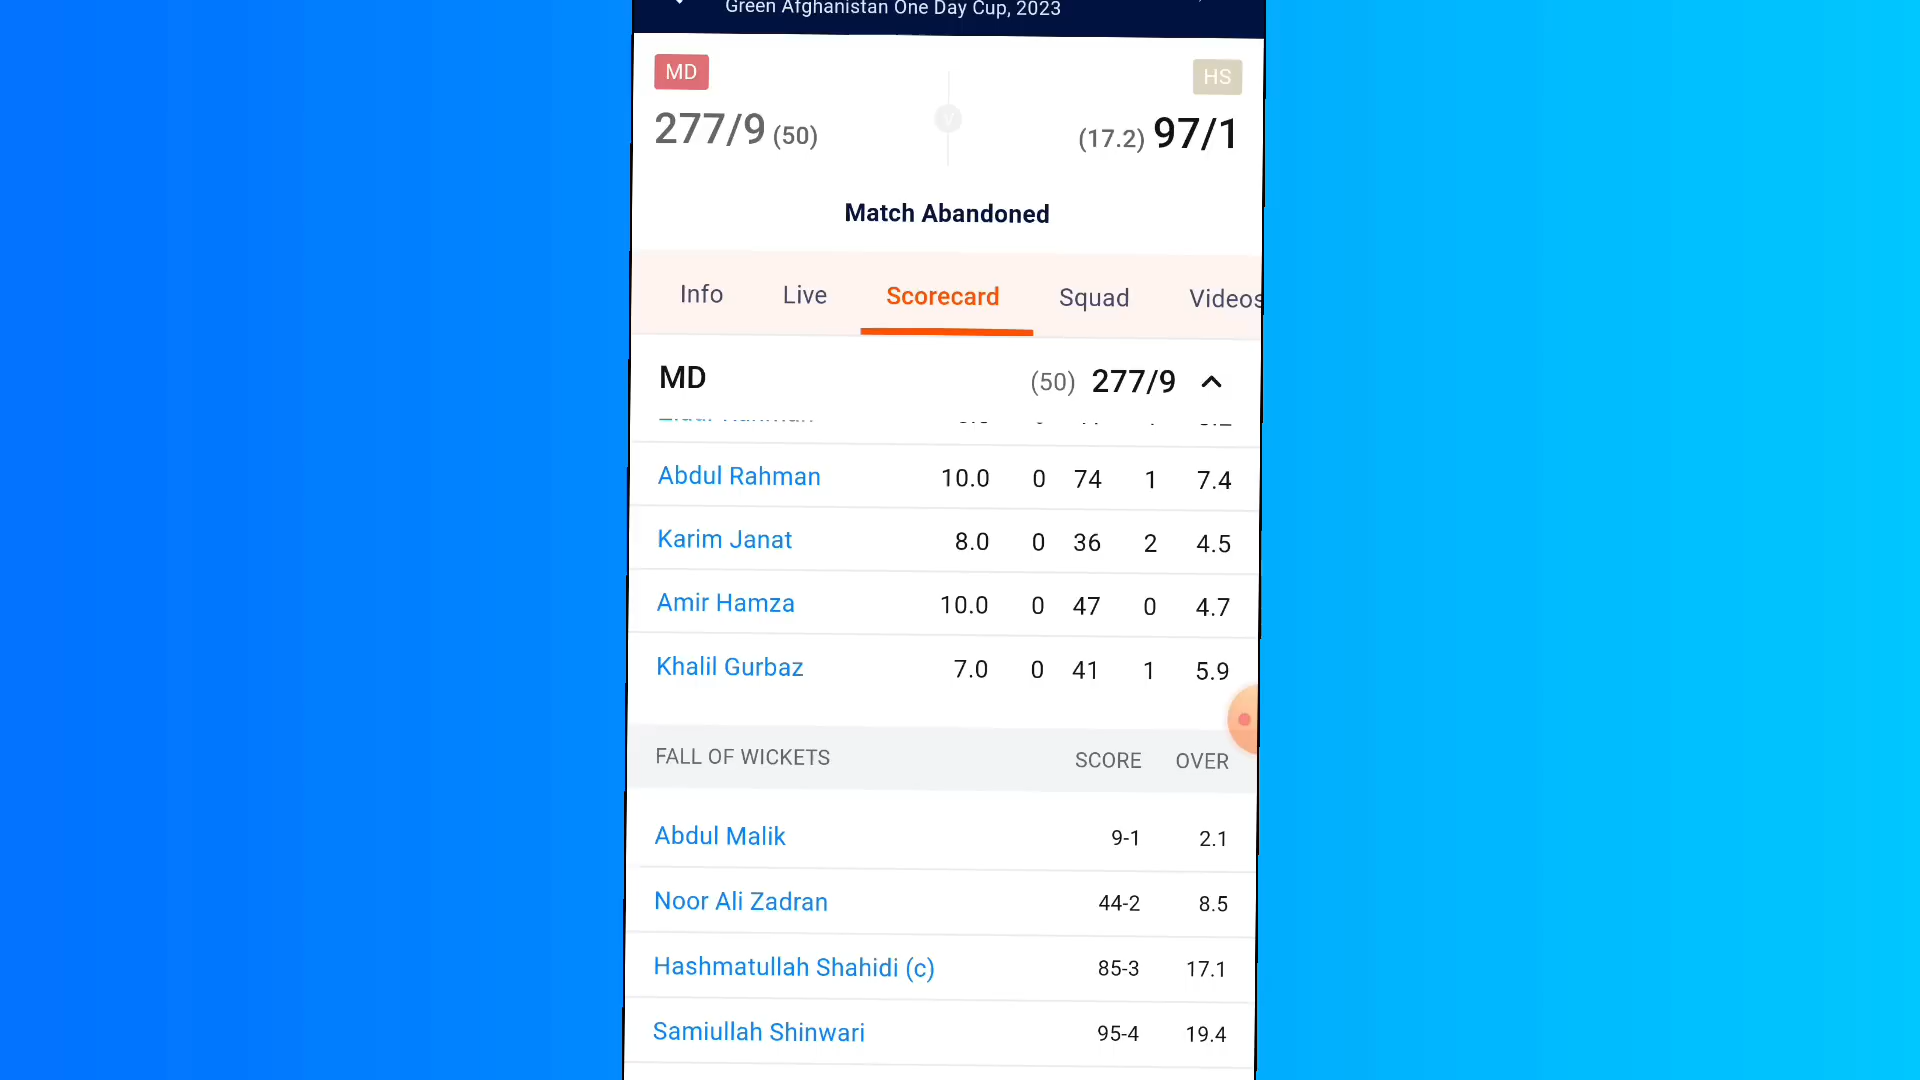 Green Afghanistan One Day Cup, 2023
MD HS
277/9 (50) V (17.2) 97/1
Match Abandoned
Info Live Scorecard Squad Videos
MD (50) 277/9
Abdul Rahman 10.0 0 74 1 7.4
Karim Janat 8.0 0 36 2 4.5
Amir Hamza 10.0 0 47 0 4.7
Khalil Gurbaz 7.0 0 41 1 5.9
FALL OF WICKETS SCORE OVER
Abdul Malik 9-1 2.1
Noor Ali Zadran 44-2 8.5
Hashmatullah Shahidi (c) 85-3 17.1
Samiullah Shinwari 95-4 19.4